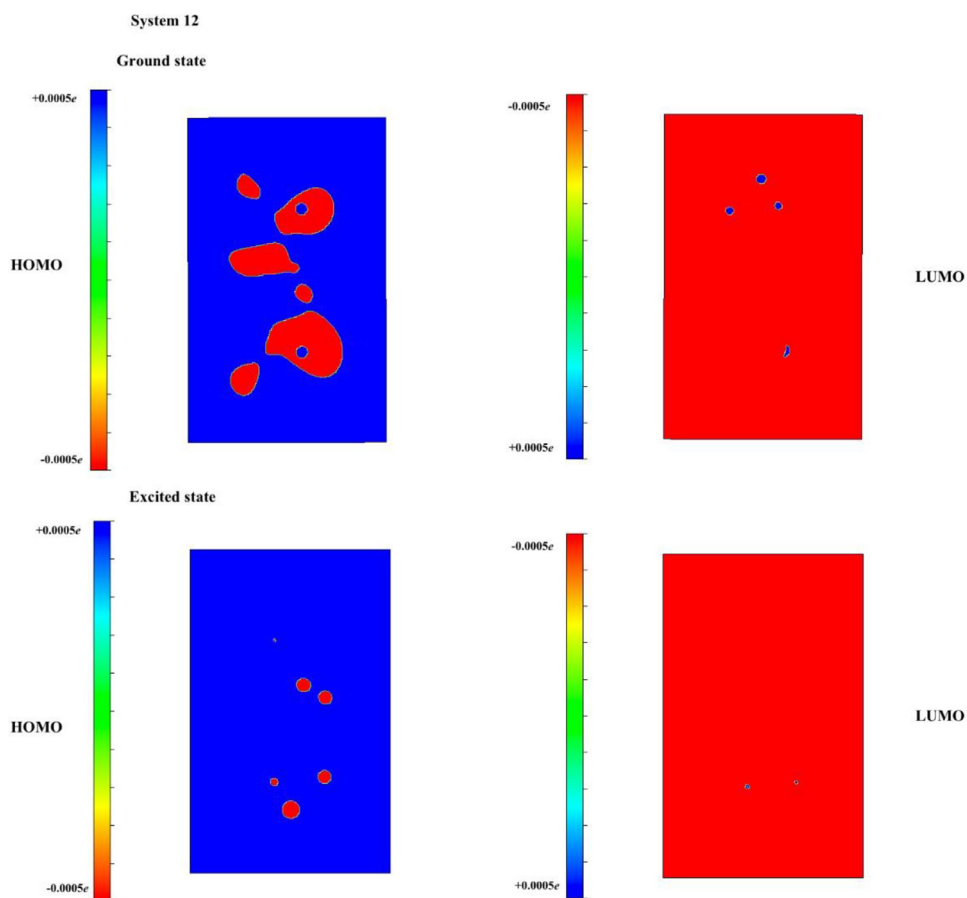 System 12
Ground state
+0.0005e
-0.0005e
HOMO
LUMO
-0.0005e
+0.0005e
Excited state
+0.0005e
-0.0005e
HOMO
LUMO
-0.0005e
+0.0005e